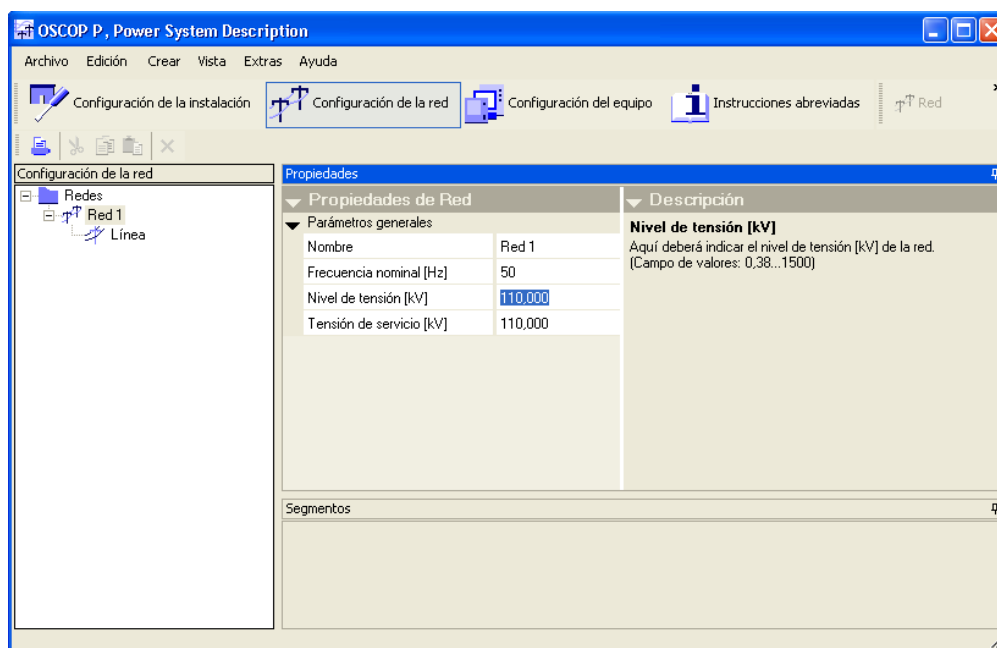 OSCOP P, Power System Description
Archivo Edición Crear Vista Extras Ayuda
Configuración de la instalación Configuración de la red Configuración del equipo Instrucciones abreviadas Red
Configuración de la red
Redes
Red 1
Línea
Propiedades
Propiedades de Red
Parámetros generales
Nombre Red 1
Frecuencia nominal [Hz] 50
Nivel de tensión [kV] 110,000
Tensión de servicio [kV] 110,000
Descripción
Nivel de tensión [kV]
Aquí deberá indicar el nivel de tensión [kV] de la red.
(Campo de valores: 0,38...1500)
Segmentos